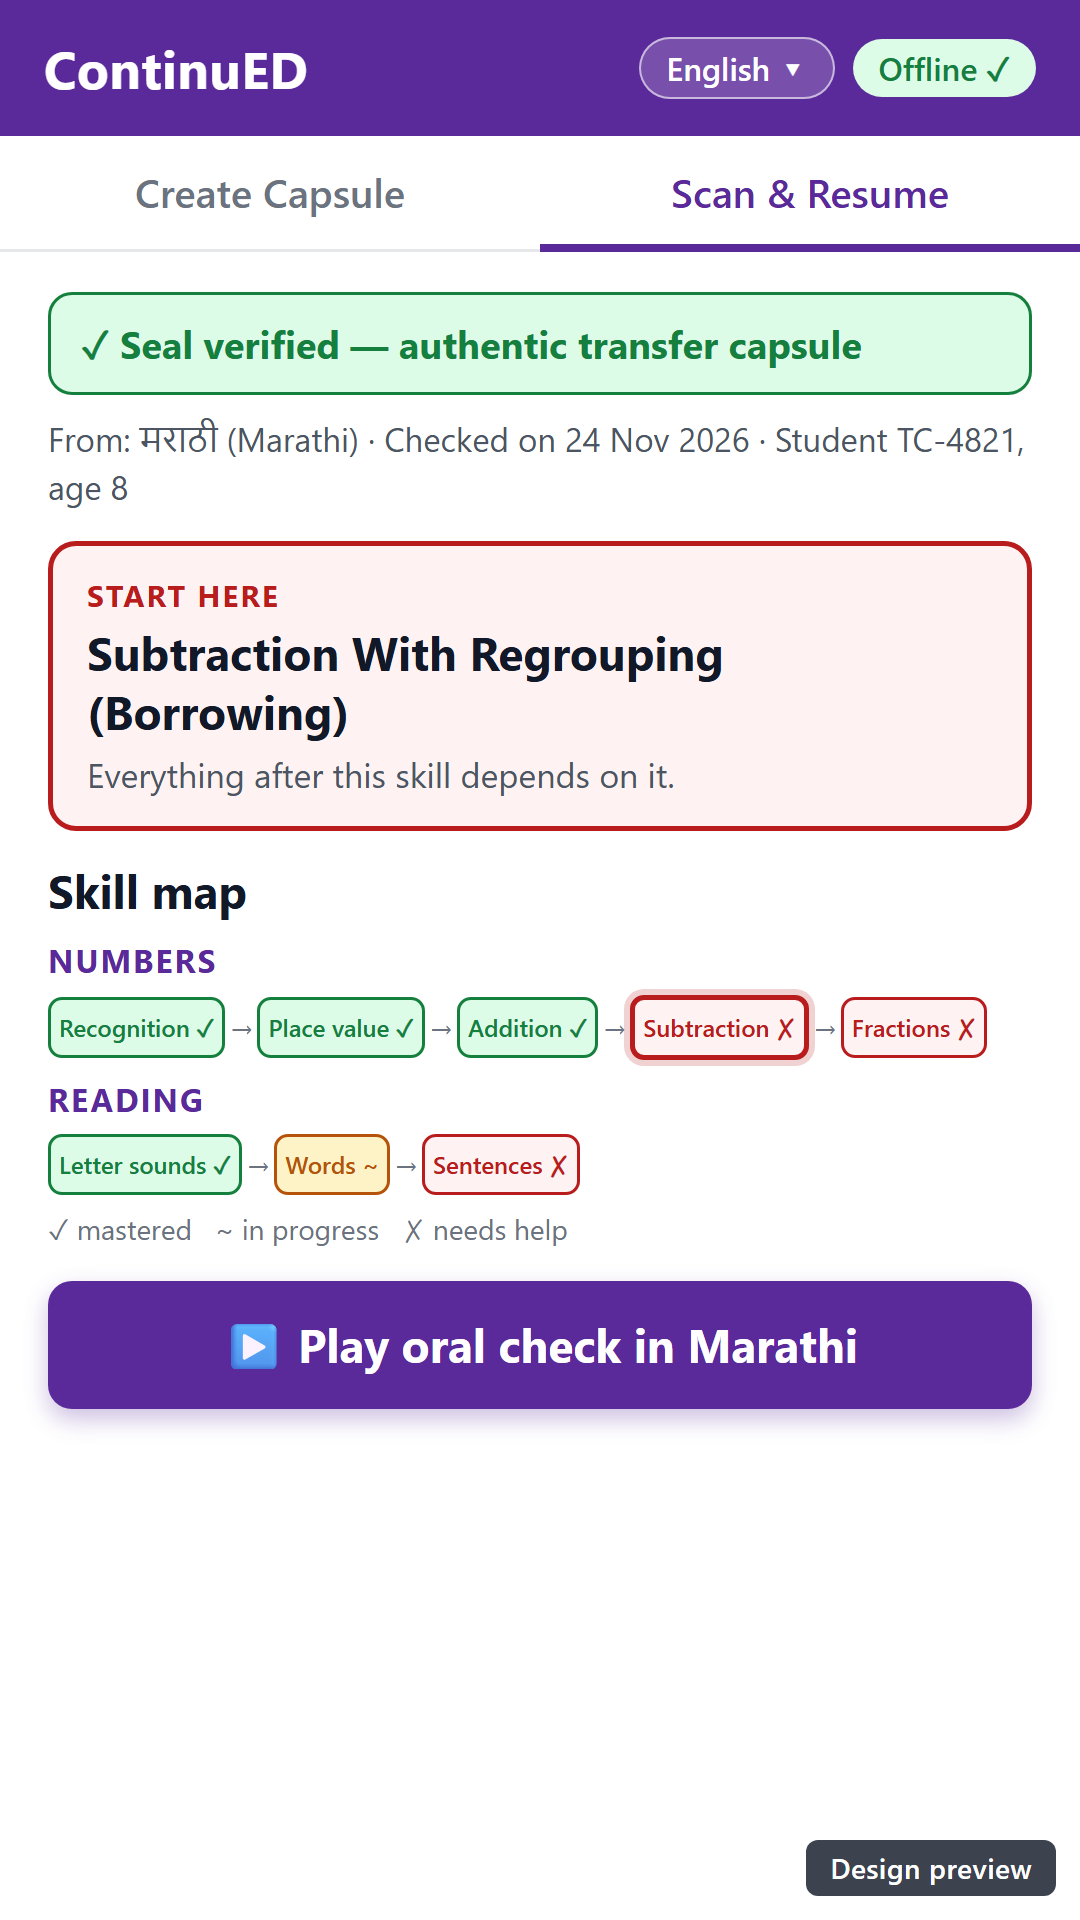 ContinuED
English ▼
Offline ✓
Create Capsule
Scan & Resume
✓ Seal verified — authentic transfer capsule
From: मराठी (Marathi) · Checked on 24 Nov 2026 · Student TC-4821,
age 8
START HERE
Subtraction With Regrouping
(Borrowing)
Everything after this skill depends on it.
Skill map
NUMBERS
Recognition ✓ → Place value ✓ → Addition ✓ → Subtraction ✗ → Fractions ✗
READING
Letter sounds ✓ → Words ~ → Sentences ✗
✓ mastered ~ in progress ✗ needs help
▶ Play oral check in Marathi
Design preview